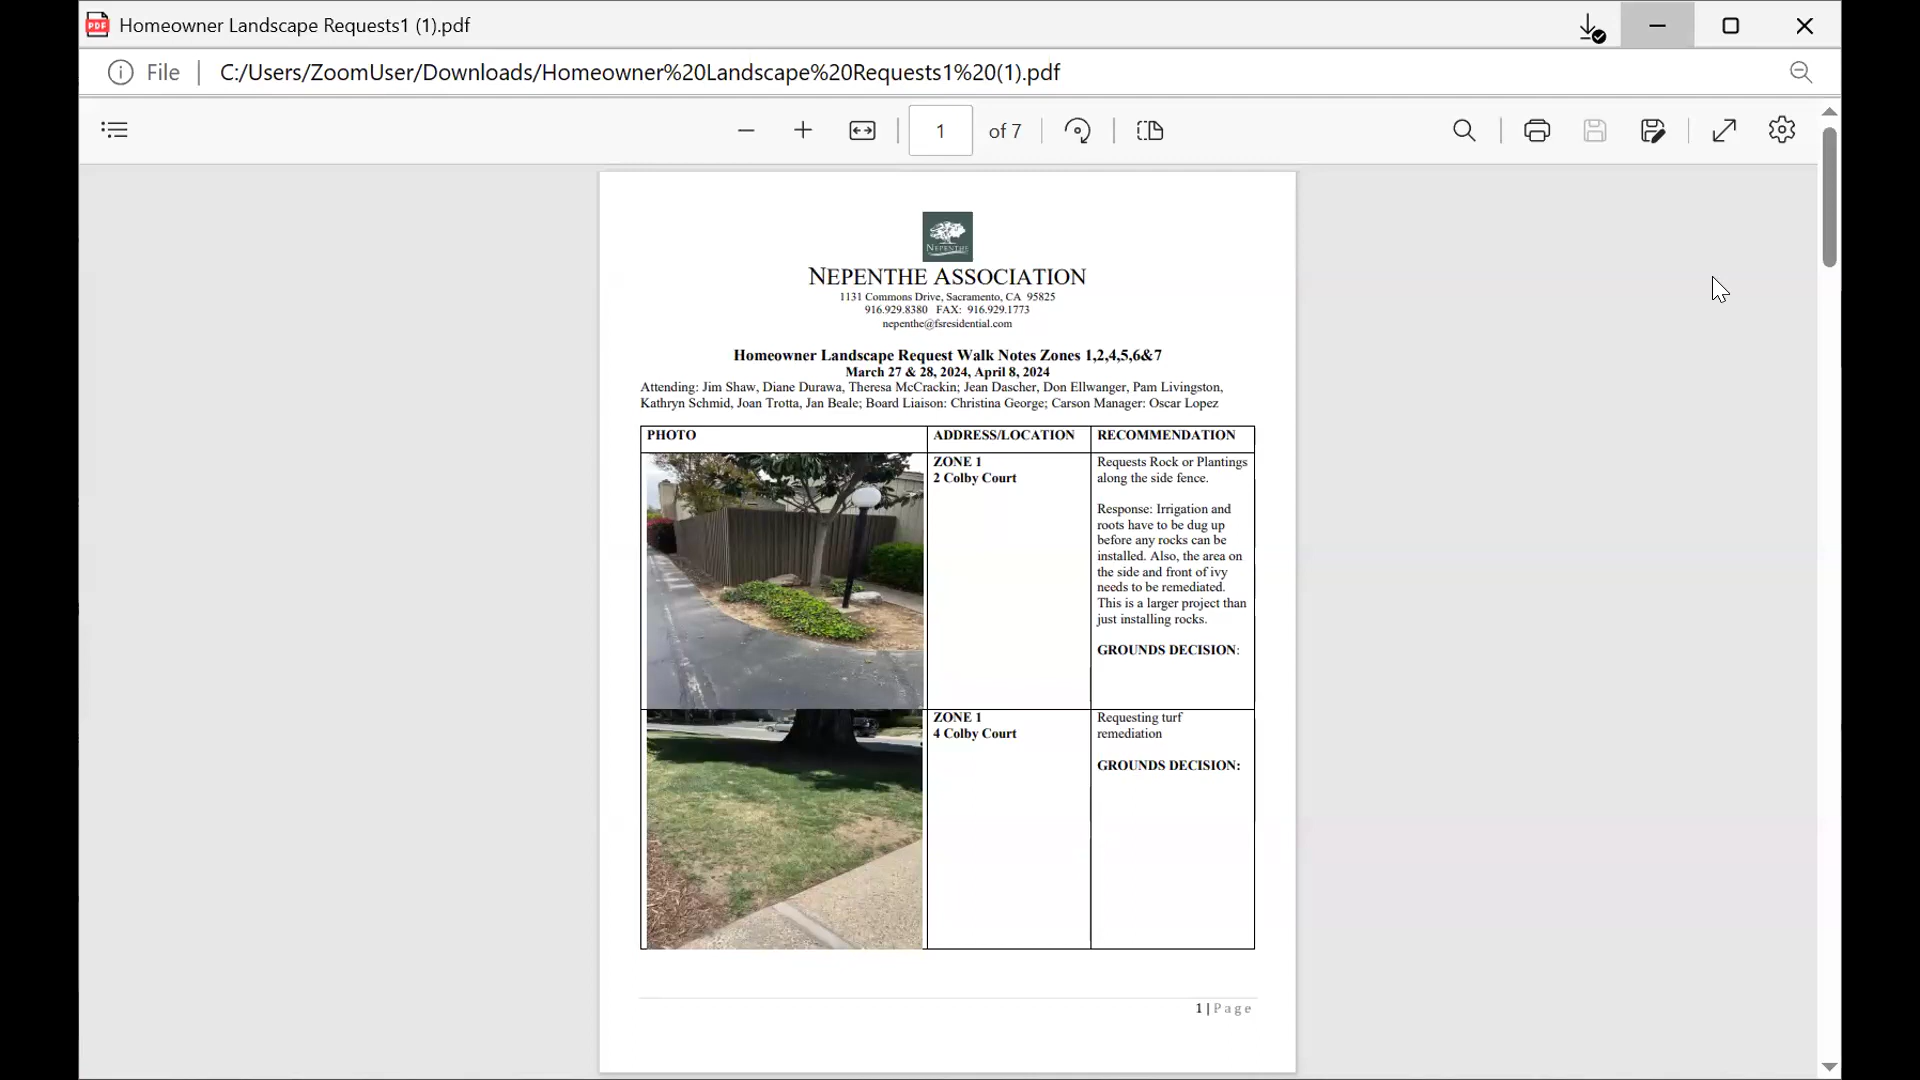 Homeowner Landscape Requests1 (1).pdf
File
C:/Users/ZoomUser/Downloads/Homeowner%20Landscape%20Requests1%20(1).pdf
1 of 7
NEPENTHE
NEPENTHE ASSOCIATION
1131 Commons Drive, Sacramento, CA 95825
916.929.8380 FAX: 916.929.1773
nepenthe@fsresidential.com
Homeowner Landscape Request Walk Notes Zones 1,2,4,5,6&7
March 27 & 28, 2024, April 8, 2024
Attending: Jim Shaw, Diane Durawa, Theresa McCrackin; Jean Dascher, Don Ellwanger, Pam Livingston,
Kathryn Schmid, Joan Trotta, Jan Beale; Board Liaison: Christina George; Carson Manager: Oscar Lopez
PHOTO
ADDRESS/LOCATION
RECOMMENDATION
ZONE 1
2 Colby Court
Requests Rock or Plantings
along the side fence.
Response: Irrigation and
roots have to be dug up
before any rocks can be
installed. Also, the area on
the side and front of ivy
needs to be remediated.
This is a larger project than
just installing rocks.
GROUNDS DECISION:
ZONE 1
4 Colby Court
Requesting turf
remediation
GROUNDS DECISION:
1 | Page